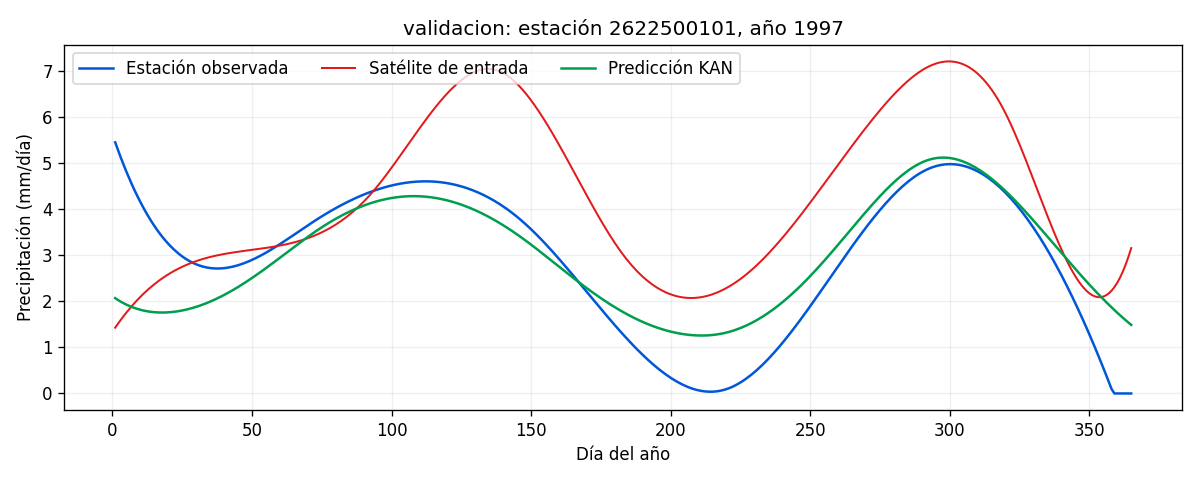 validacion: estación 2622500101, año 1997
Estación observada Satélite de entrada Predicción KAN
Precipitación (mm/día)
7
6
5
4
3
2
1
0
0 50 100 150 200 250 300 350
Día del año